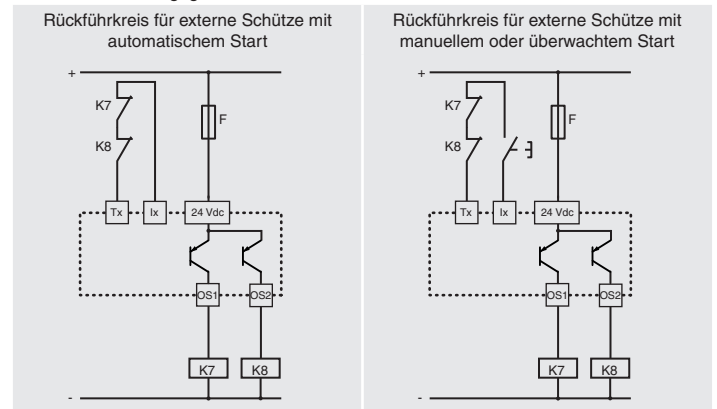 Rückführkreis für externe Schütze mit
automatischem Start
+
K7
K8
F
Tx
Ix
24 Vdc
OS1
OS2
K7
K8
-
Rückführkreis für externe Schütze mit
manuellem oder überwachtem Start
+
K7
K8
F
Tx
Ix
24 Vdc
OS1
OS2
K7
K8
-